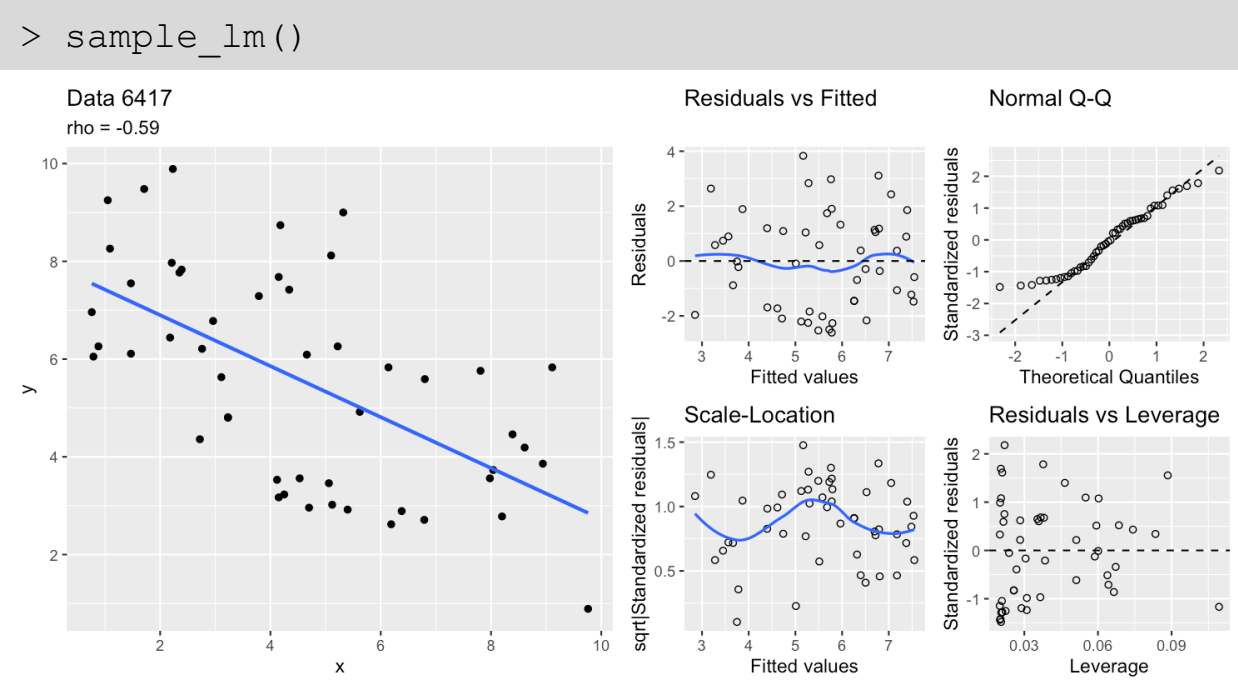 > sample_lm()
Data 6417
rho = -0.59
10
8
6
4
2
y
2
4
6
8
10
x
Residuals vs Fitted
4
2
0
-2
Residuals
3
4
5
6
7
Fitted values
Normal Q-Q
2
1
0
-1
-2
-3
Standardized residuals
-2
-1
0
1
2
Theoretical Quantiles
Scale-Location
1.5
1.0
0.5
sqrt|Standardized residuals|
3
4
5
6
7
Fitted values
Residuals vs Leverage
2
1
0
-1
Standardized residuals
0.03
0.06
0.09
Leverage